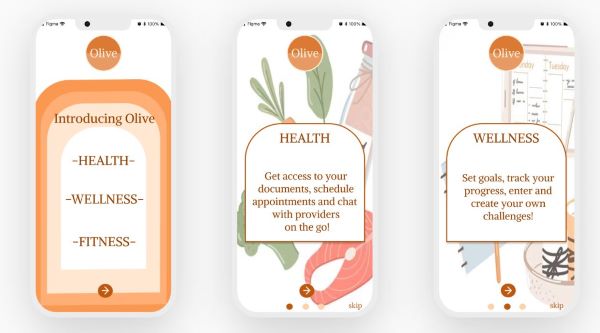 Figma 100%
Olive
Introducing Olive
-HEALTH-
-WELLNESS-
-FITNESS-
Figma 100%
Olive
HEALTH
Get access to your
documents, schedule
appointments and chat
with providers
on the go!
skip
Figma 100%
Olive
Tuesday
WELLNESS
Set goals, track your
progress, enter and
create your own
challenges!
skip